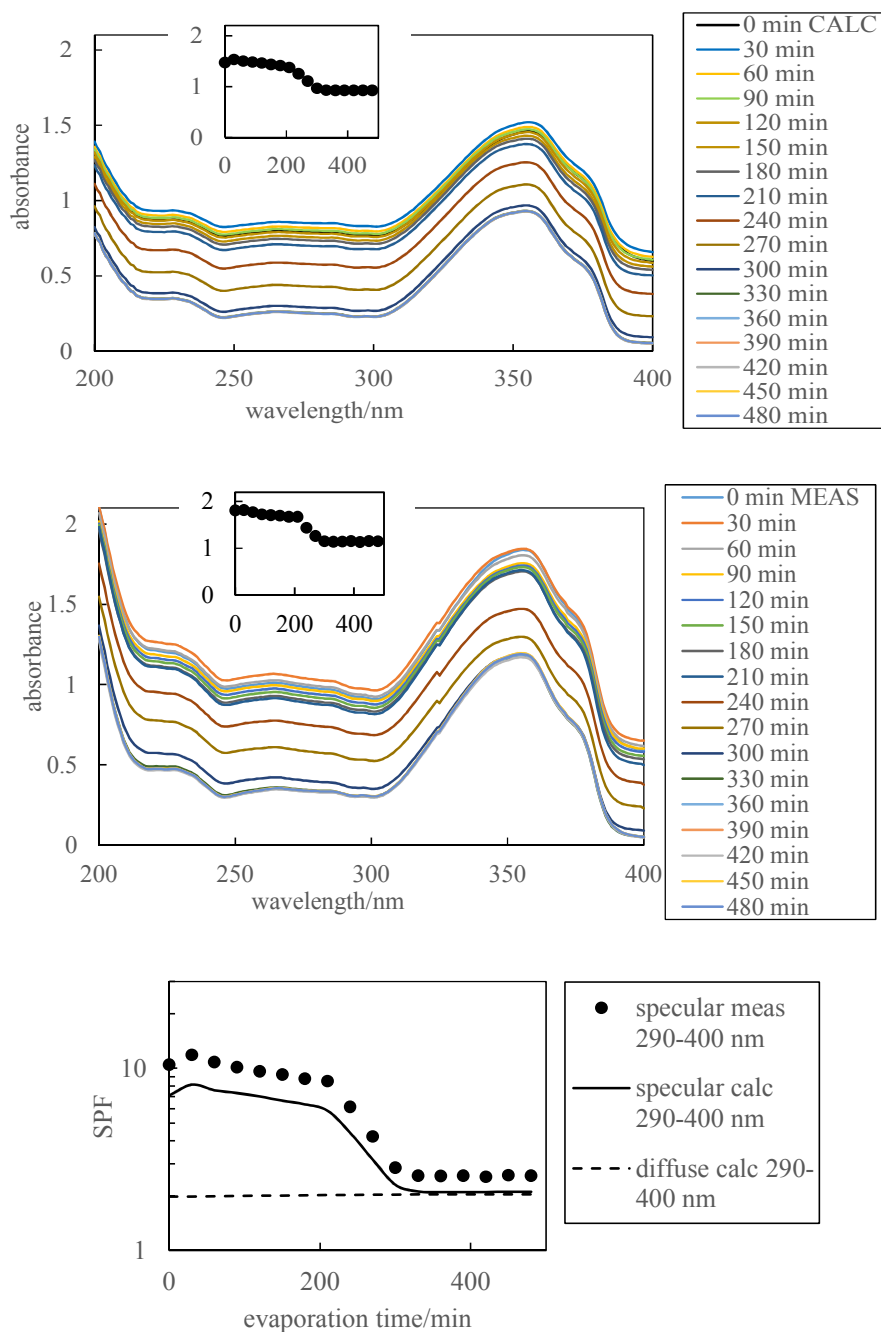 2
1.5
1
0.5
0
200
250
300
350
400
absorbance
wavelength/nm
2
1
0
0
200
400
0 min CALC
30 min
60 min
90 min
120 min
150 min
180 min
210 min
240 min
270 min
300 min
330 min
360 min
390 min
420 min
450 min
480 min
2
1.5
1
0.5
0
200
250
300
350
400
absorbance
wavelength/nm
2
1
0
0
200
400
0 min MEAS
30 min
60 min
90 min
120 min
150 min
180 min
210 min
240 min
270 min
300 min
330 min
360 min
390 min
420 min
450 min
480 min
10
1
SPF
0
200
400
evaporation time/min
specular meas
290-400 nm
specular calc
290-400 nm
diffuse calc 290-
400 nm